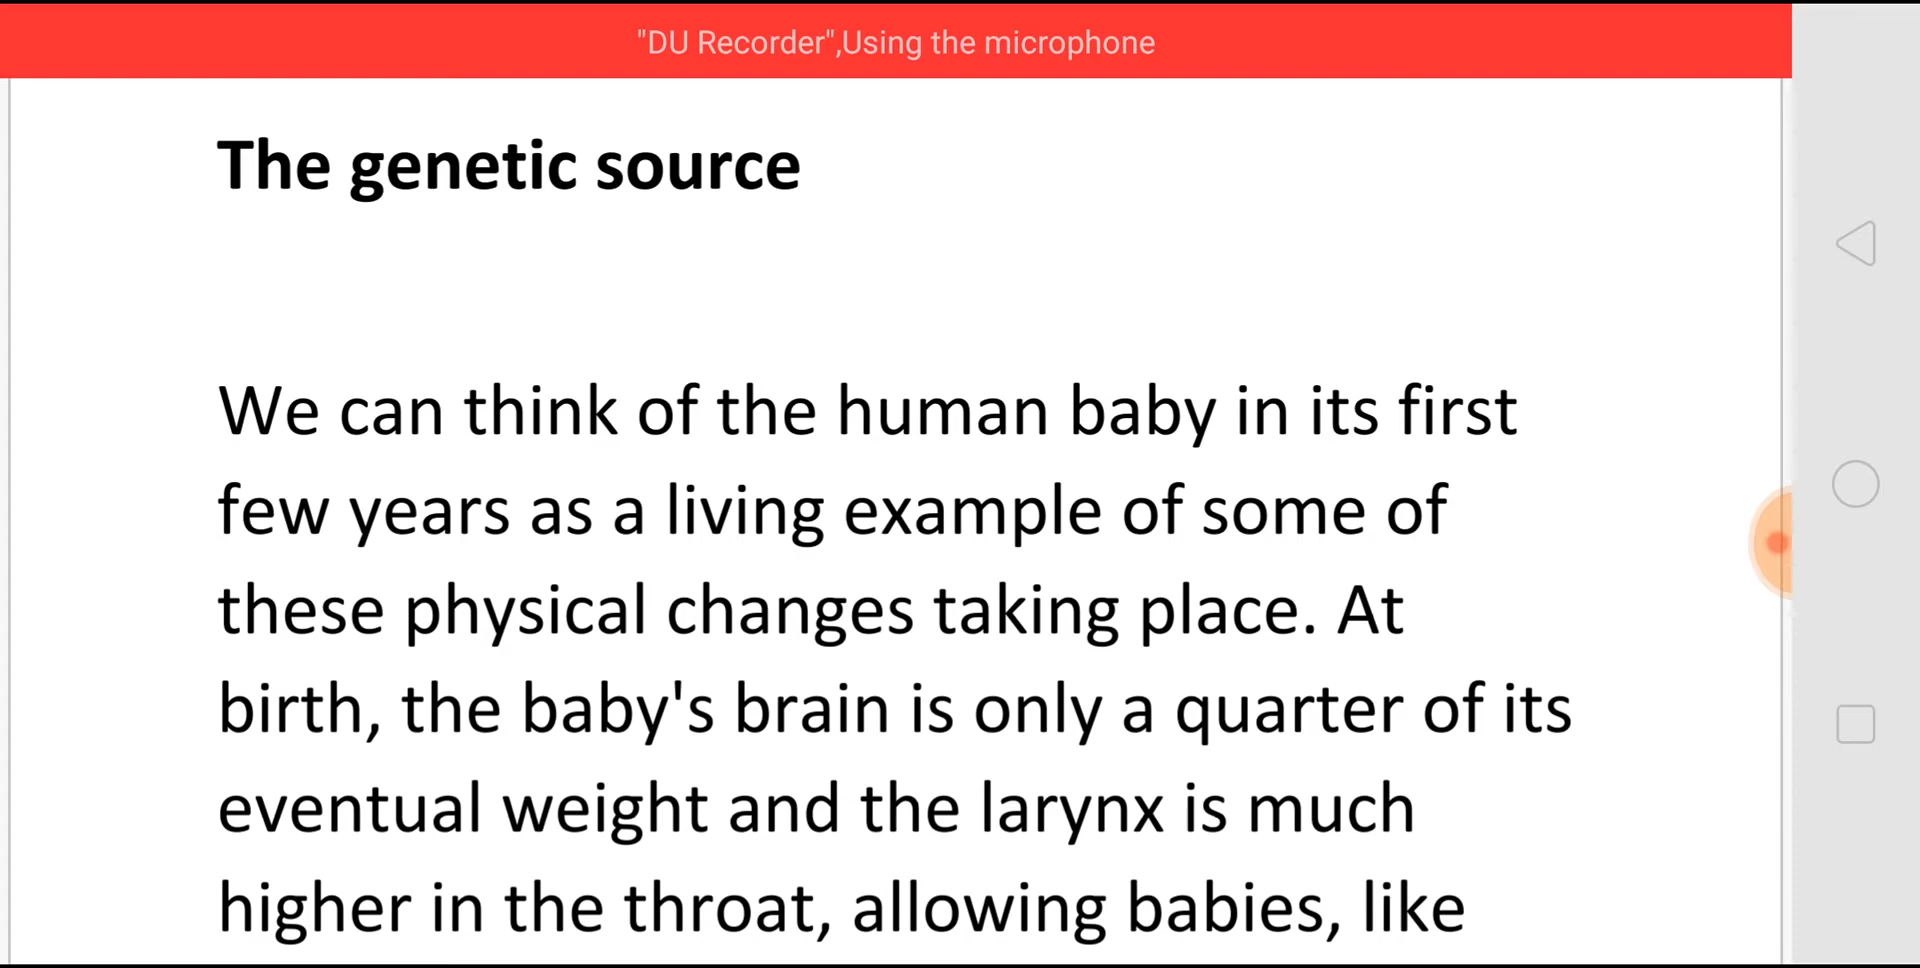 "DU Recorder",Using the microphone
The genetic source
We can think of the human baby in its first
few years as a living example of some of
these physical changes taking place. At
birth, the baby's brain is only a quarter of its
eventual weight and the larynx is much
higher in the throat, allowing babies, like